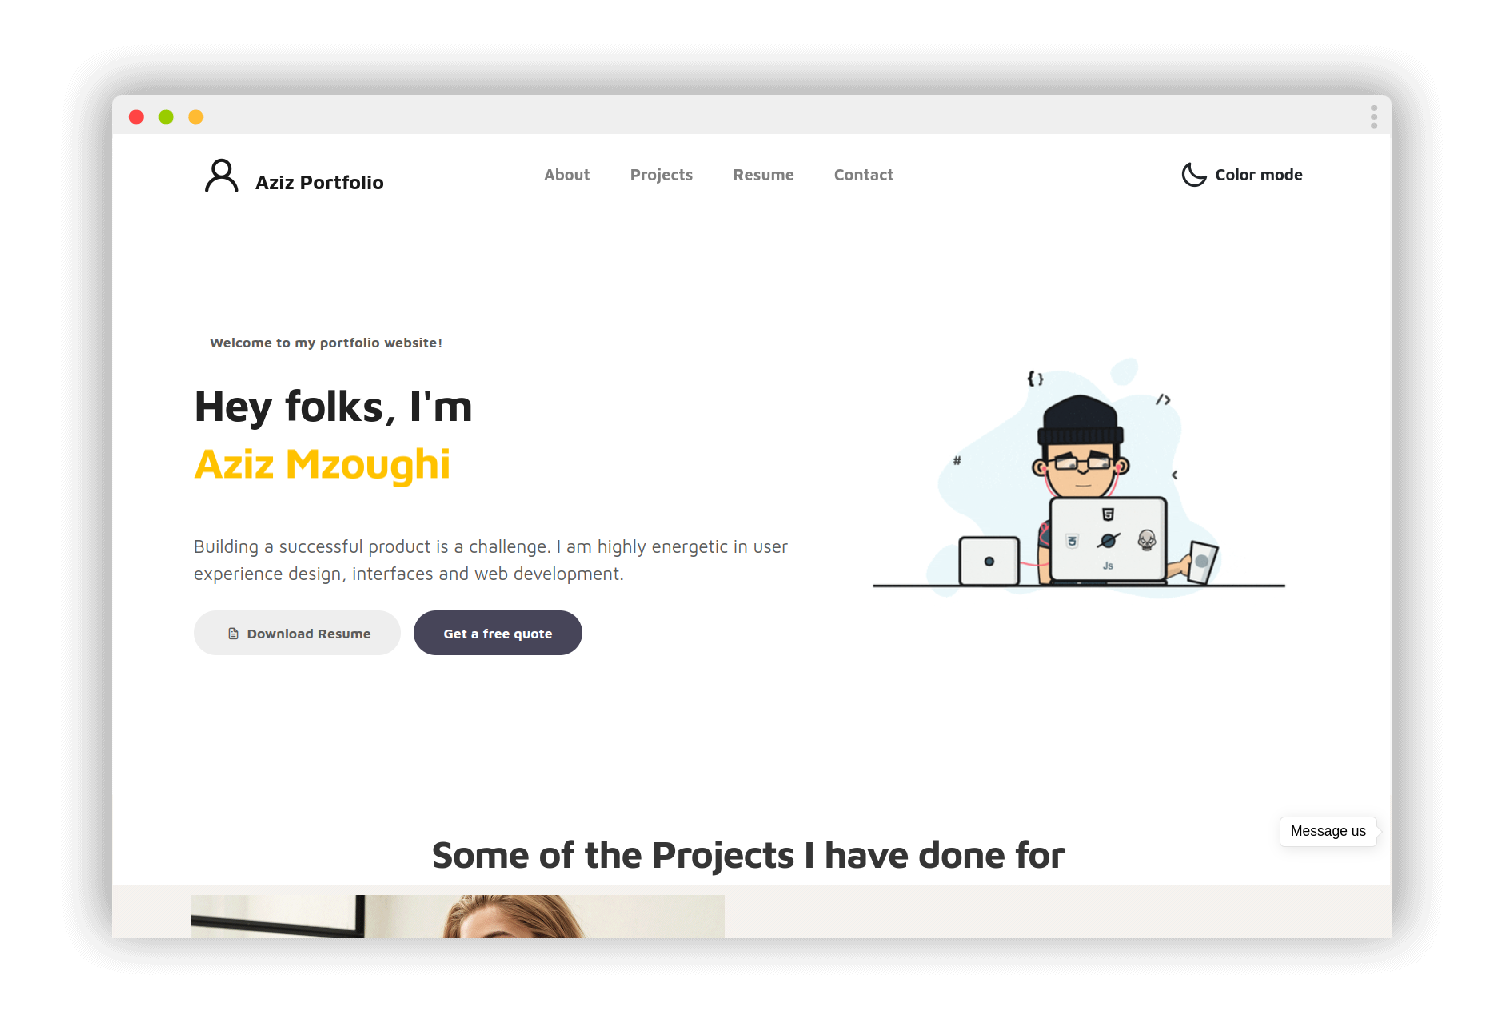 Aziz Portfolio
About
Projects
Resume
Contact
Color mode
Welcome to my portfolio website!
Hey folks, I'm
Aziz Mzoughi
Building a successful product is a challenge. I am highly energetic in user
experience design, interfaces and web development.
Download Resume
Get a free quote
{}
/>
#
<
Js
Message us
Some of the Projects I have done for